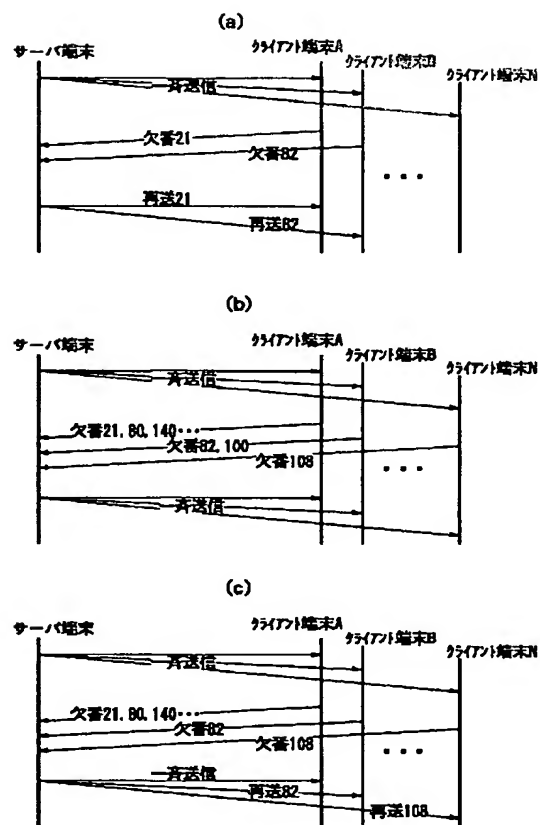 (a)
サーバ端末
クライアント端末A
クライアント端末B
クライアント端末N
一斉送信
欠番21
欠番82
・・・
再送21
再送82
(b)
サーバ端末
クライアント端末A
クライアント端末B
クライアント端末N
一斉送信
欠番21,80,140・・・
欠番82,100
欠番108
・・・
一斉送信
(c)
サーバ端末
クライアント端末A
クライアント端末B
クライアント端末N
一斉送信
欠番21,80,140・・・
欠番82
欠番108
・・・
一斉送信
再送82
再送108